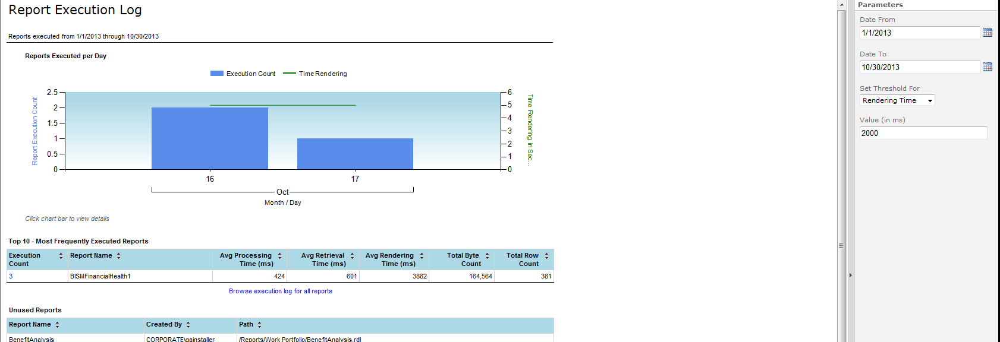 Report Execution Log
Reports executed from 1/1/2013 through 10/30/2013
Reports Executed per Day
Execution Count
Time Rendering
Report Execution Count
2.5
2
1.5
1
0.5
0
6
5
4
3
2
1
0
Time Rendering in Sec...
16
17
Oct
Month / Day
Click chart bar to view details
Top 10 - Most Frequently Executed Reports
Execution Count Report Name Avg Processing Time (ms) Avg Retrieval Time (ms) Avg Rendering Time (ms) Total Byte Count Total Row Count
3 BISMFinancialHealth1 424 601 3882 164,564 381
Browse execution log for all reports
Unused Reports
Report Name Created By Path
BenefitAnalysis CORPORATE\qainstaller /Reports/Work Portfolio/BenefitAnalysis.rdl
Parameters
Date From
1/1/2013
Date To
10/30/2013
Set Threshold For
Rendering Time
Value (in ms)
2000